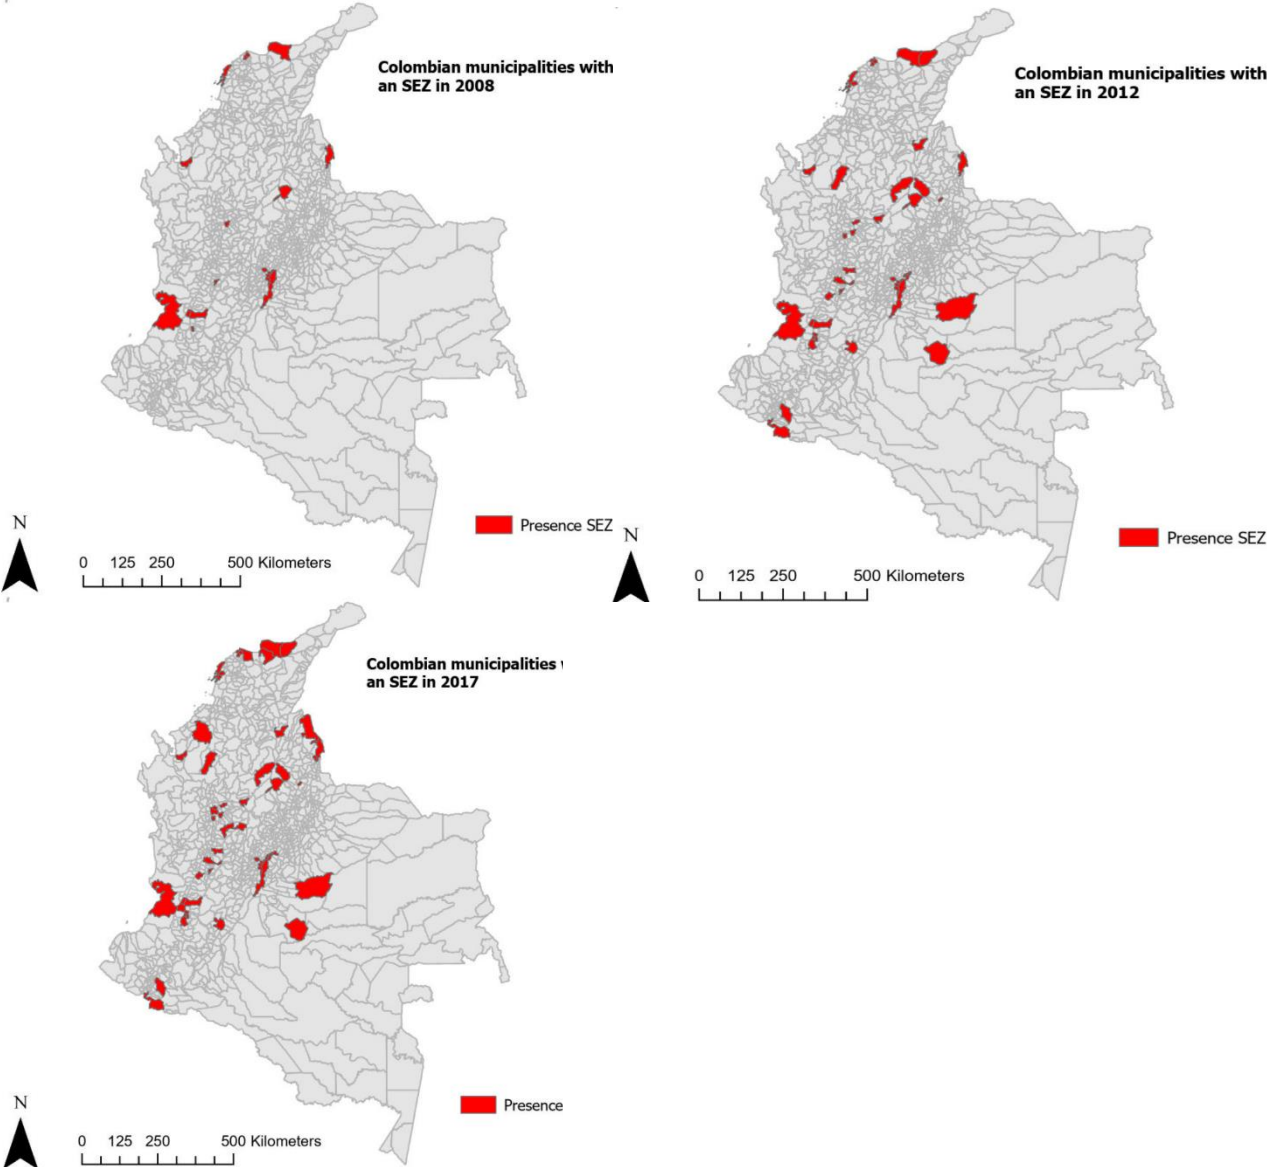 Colombian municipalities with
an SEZ in 2008
Presence SEZ
N
0 125 250 500 Kilometers
Colombian municipalities with
an SEZ in 2012
Presence SEZ
N
0 125 250 500 Kilometers
Colombian municipalities
an SEZ in 2017
Presence
N
0 125 250 500 Kilometers